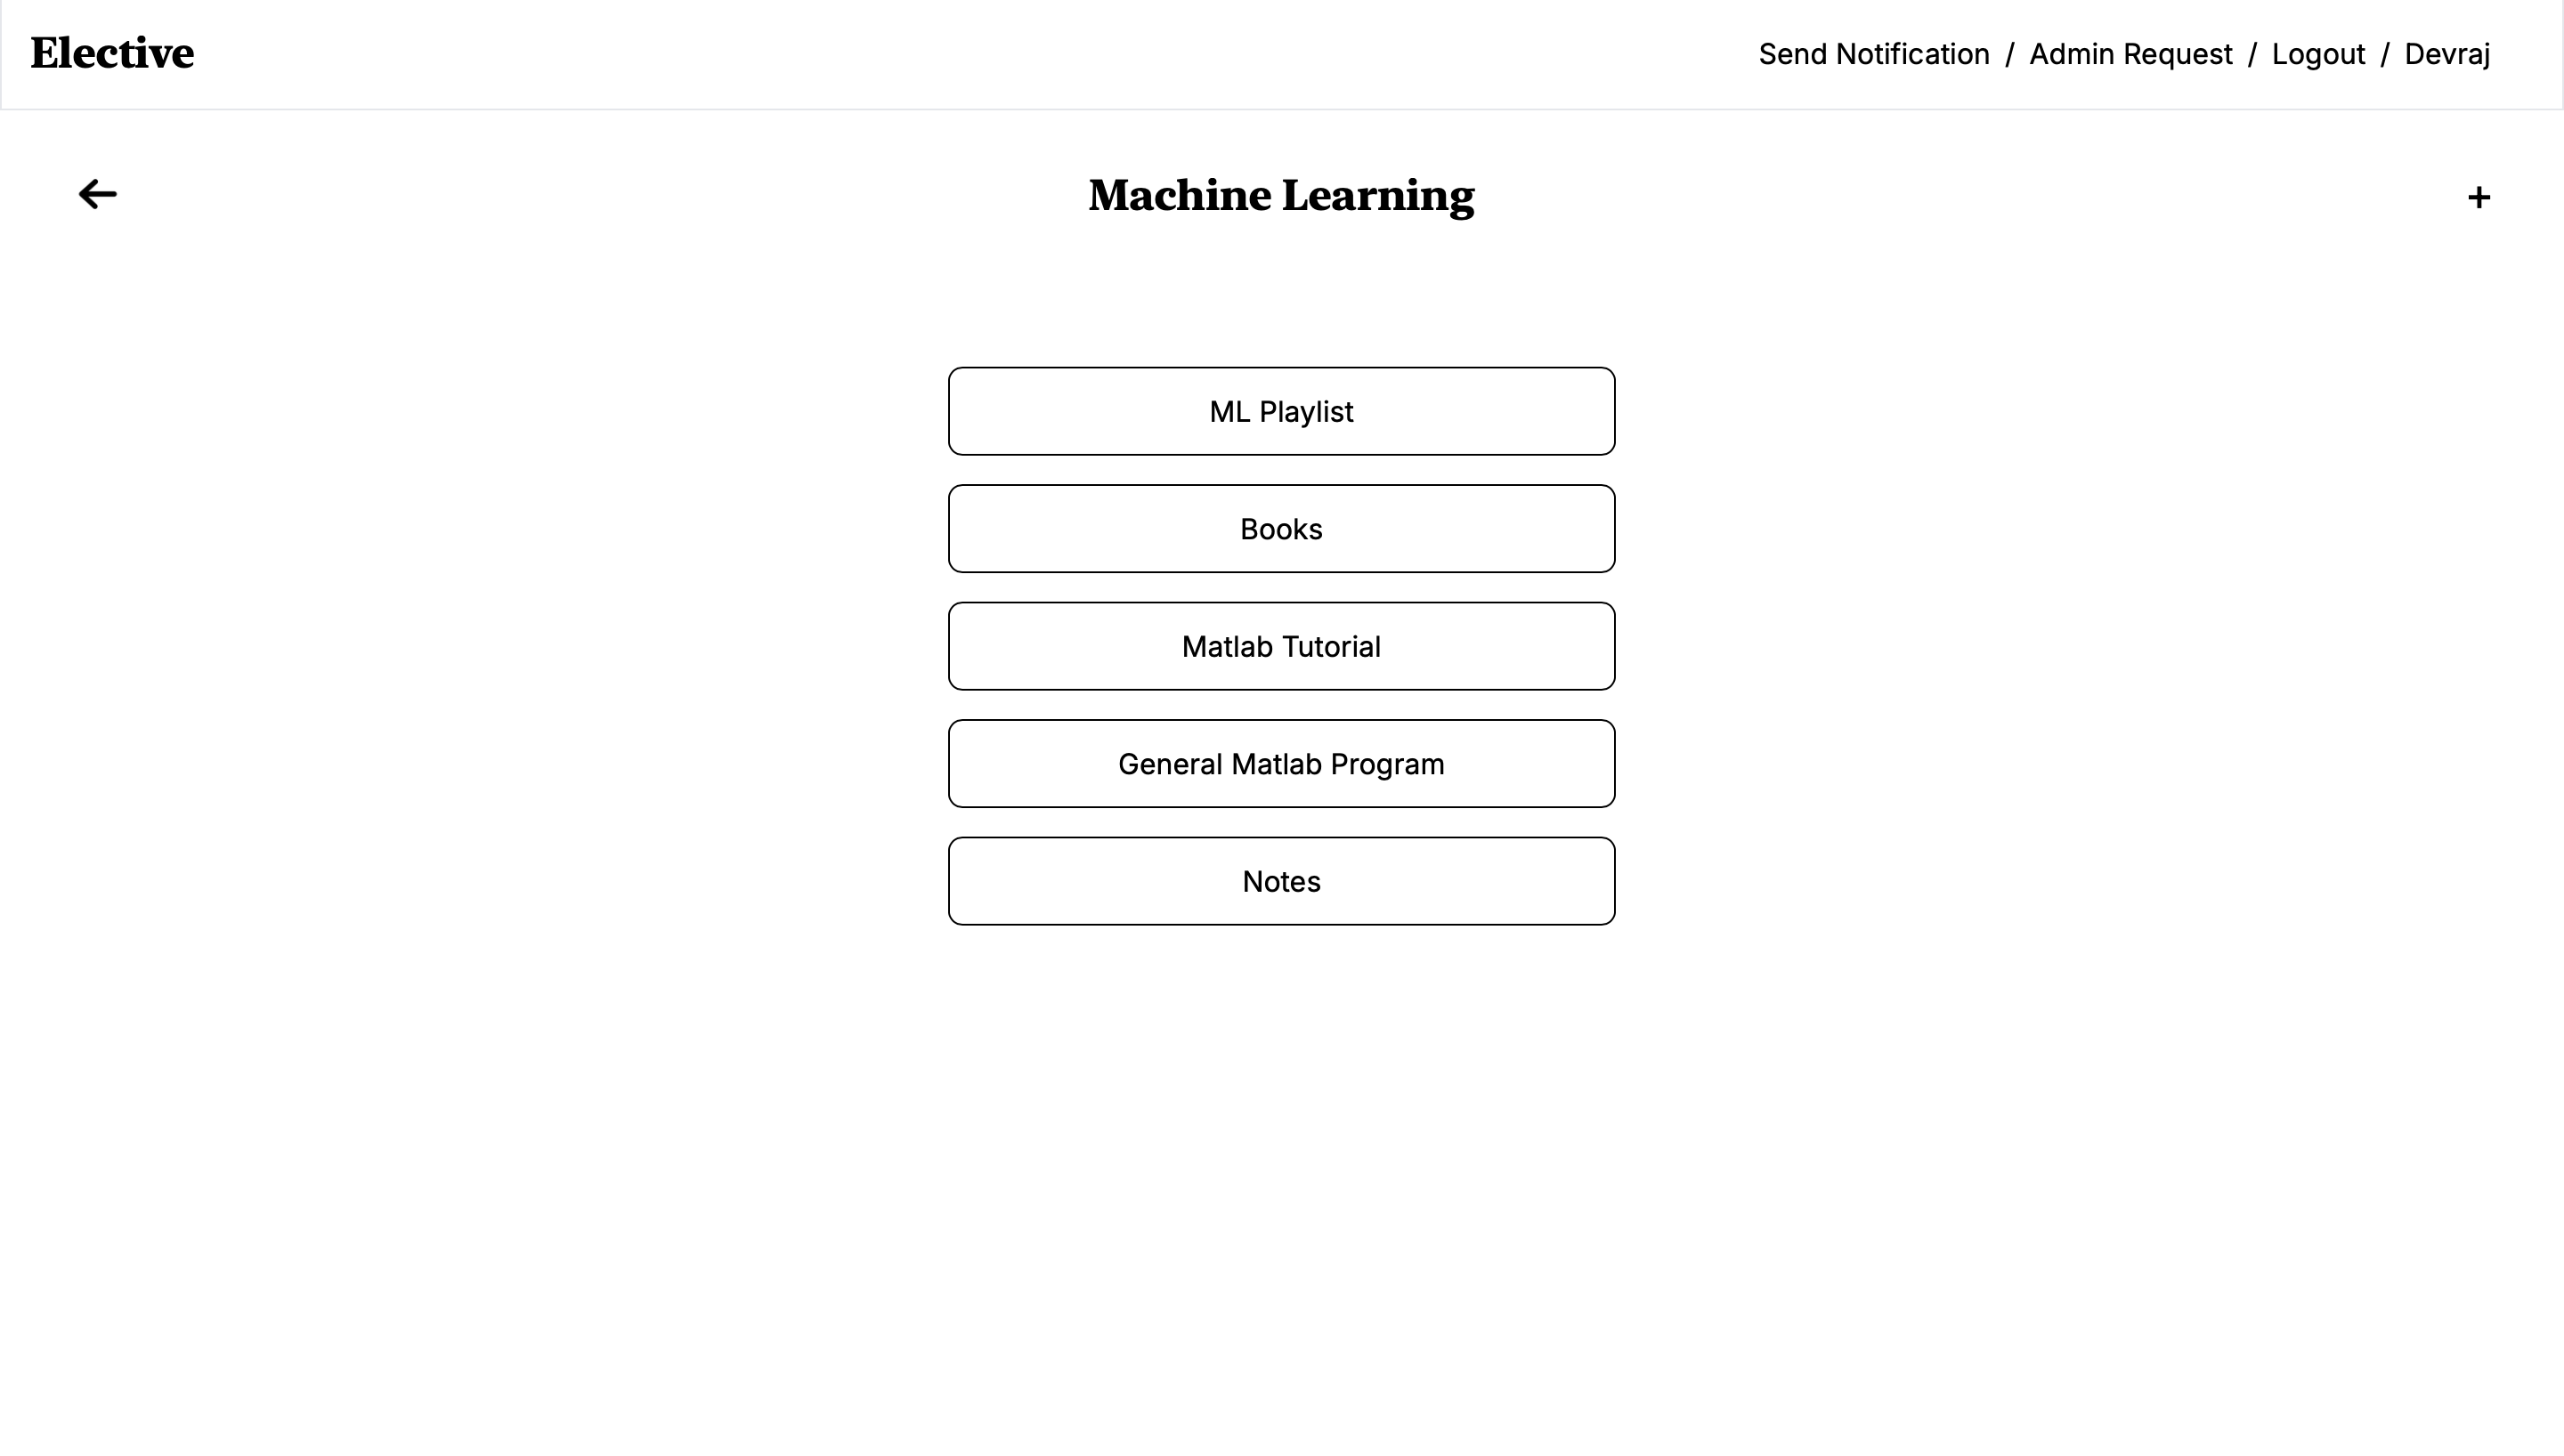 Elective
Send Notification / Admin Request / Logout / Devraj
Machine Learning
+
ML Playlist
Books
Matlab Tutorial
General Matlab Program
Notes